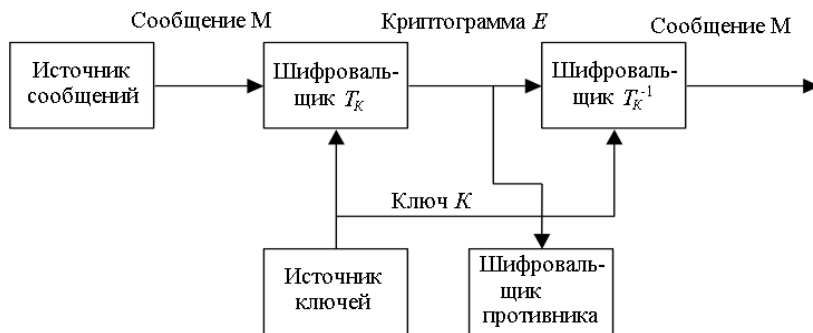 Сообщение М
Криптограмма E
Сообщение М
Источник
сообщений
Шифроваль-
щик T_K
Шифроваль-
щик T_K^{-1}
Ключ K
Источник
ключей
Шифроваль-
щик
противника